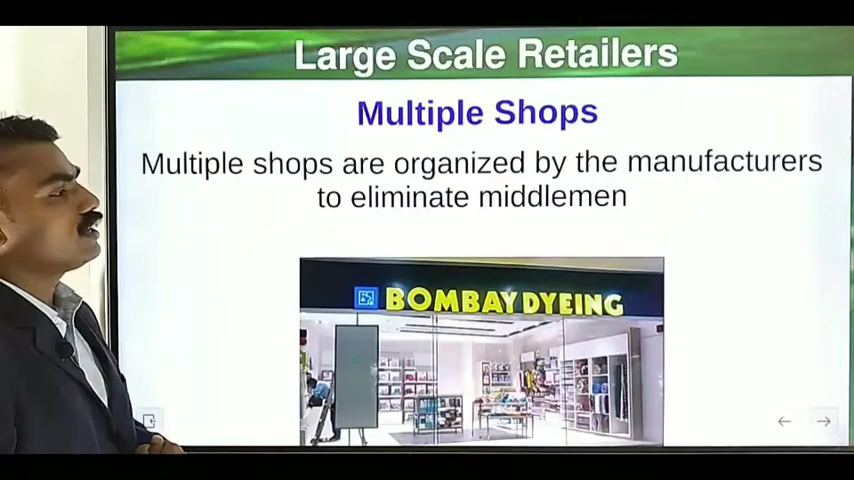 Large Scale Retailers
Multiple Shops
Multiple shops are organized by the manufacturers
to eliminate middlemen
BOMBAY DYEING